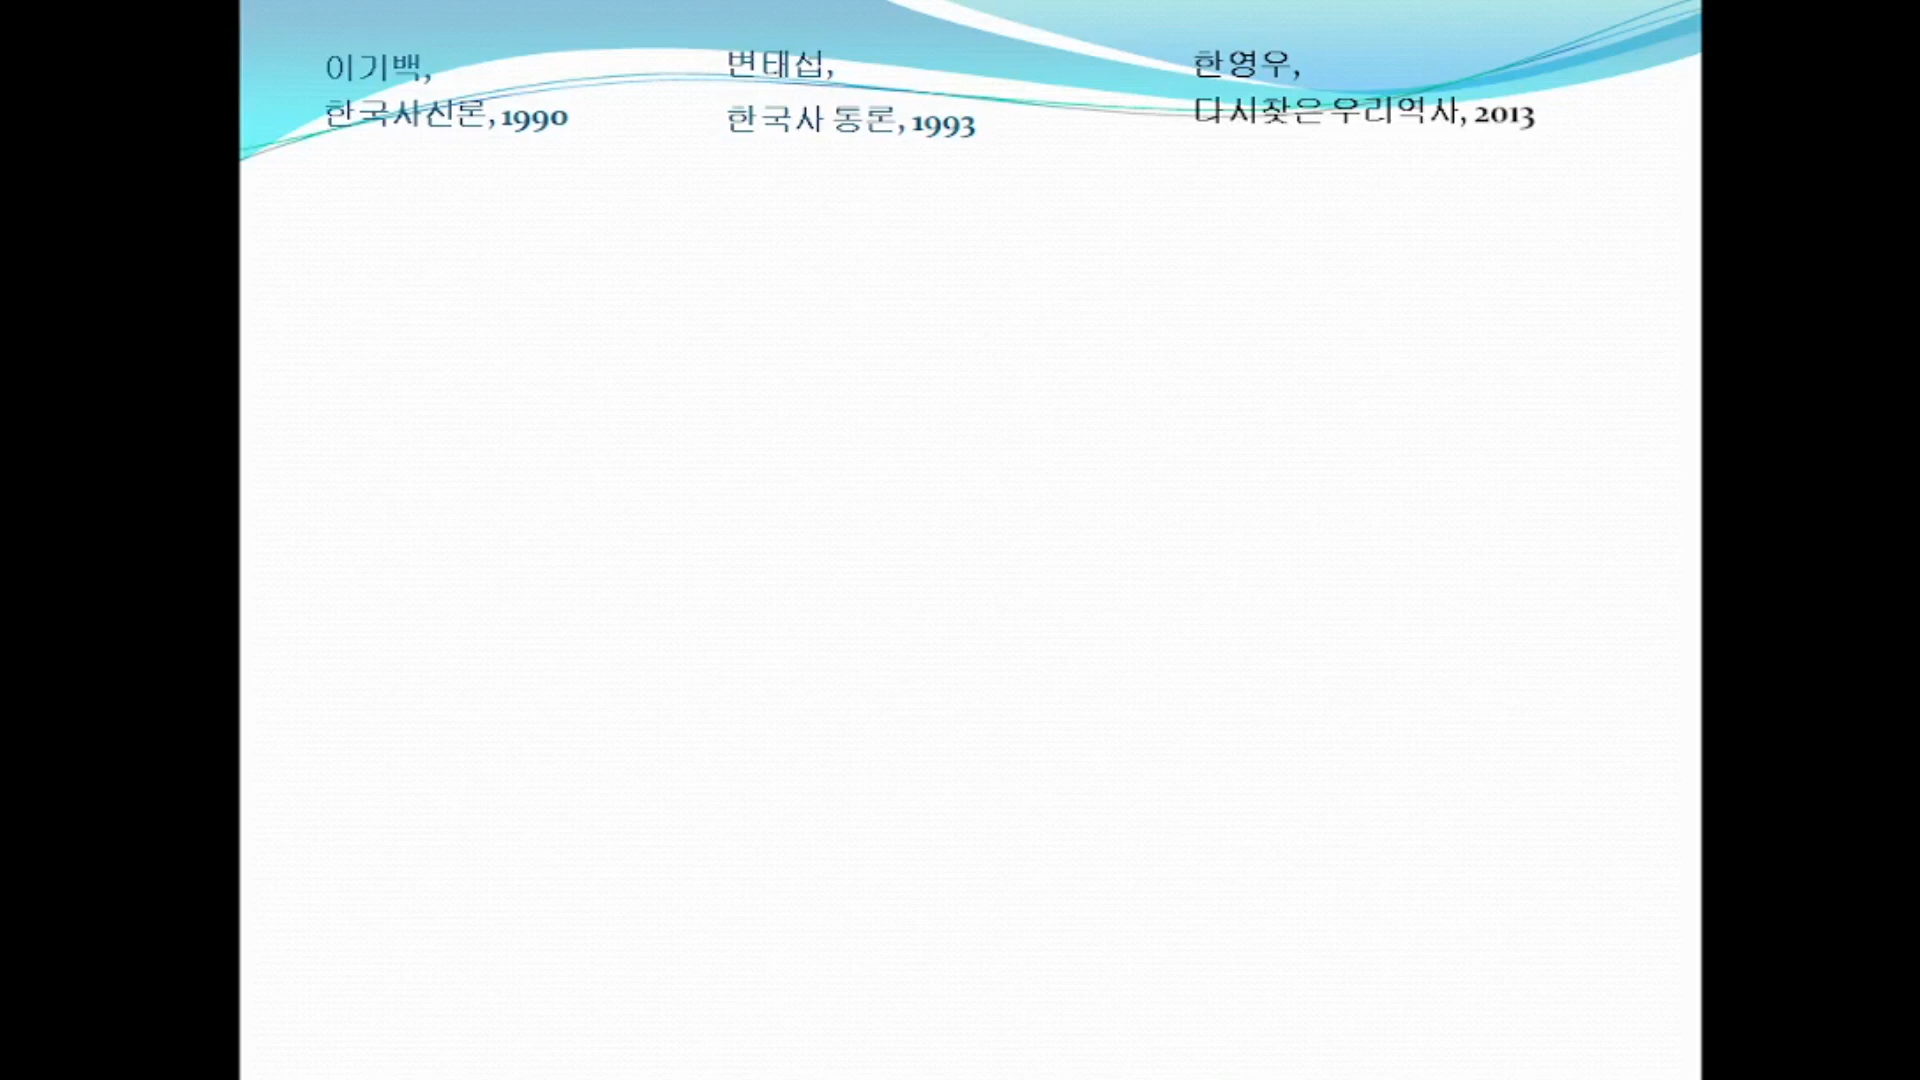 이기백,
한국사신론, 1990
변태섭,
한국사 통론, 1993
한영우,
다시찾은 우리역사, 2013